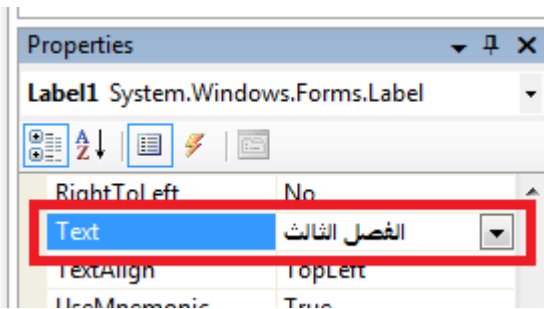 Properties
Label1 System.Windows.Forms.Label
RightToLeft No
Text الفصل الثالث
TextAlign TopLeft
UseMnemonic True